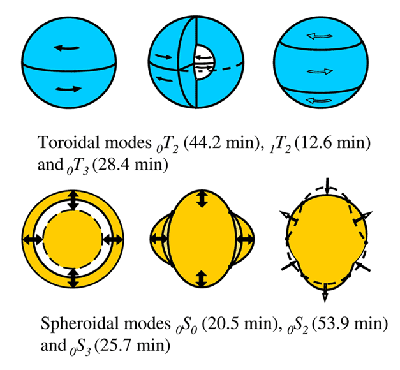 Toroidal modes ₀T₂ (44.2 min), ₁T₂ (12.6 min)
and ₀T₃ (28.4 min)
Spheroidal modes ₀S₀ (20.5 min), ₀S₂ (53.9 min)
and ₀S₃ (25.7 min)